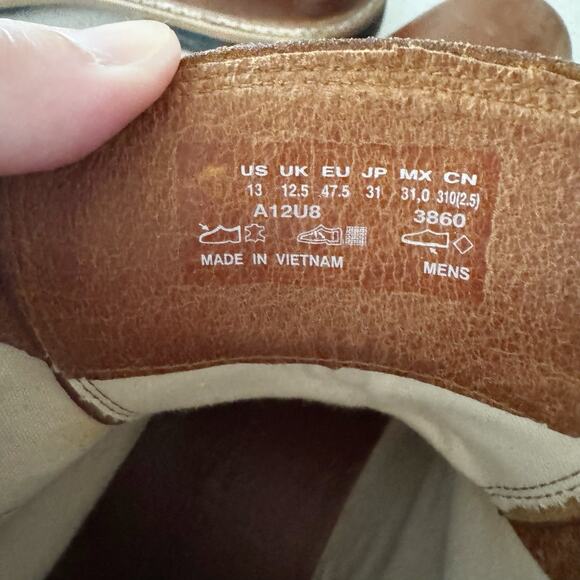 US UK EU JP MX CN
13 12.5 47.5 31 31,0 310(2.5)
A12U8 3860
MADE IN VIETNAM MENS